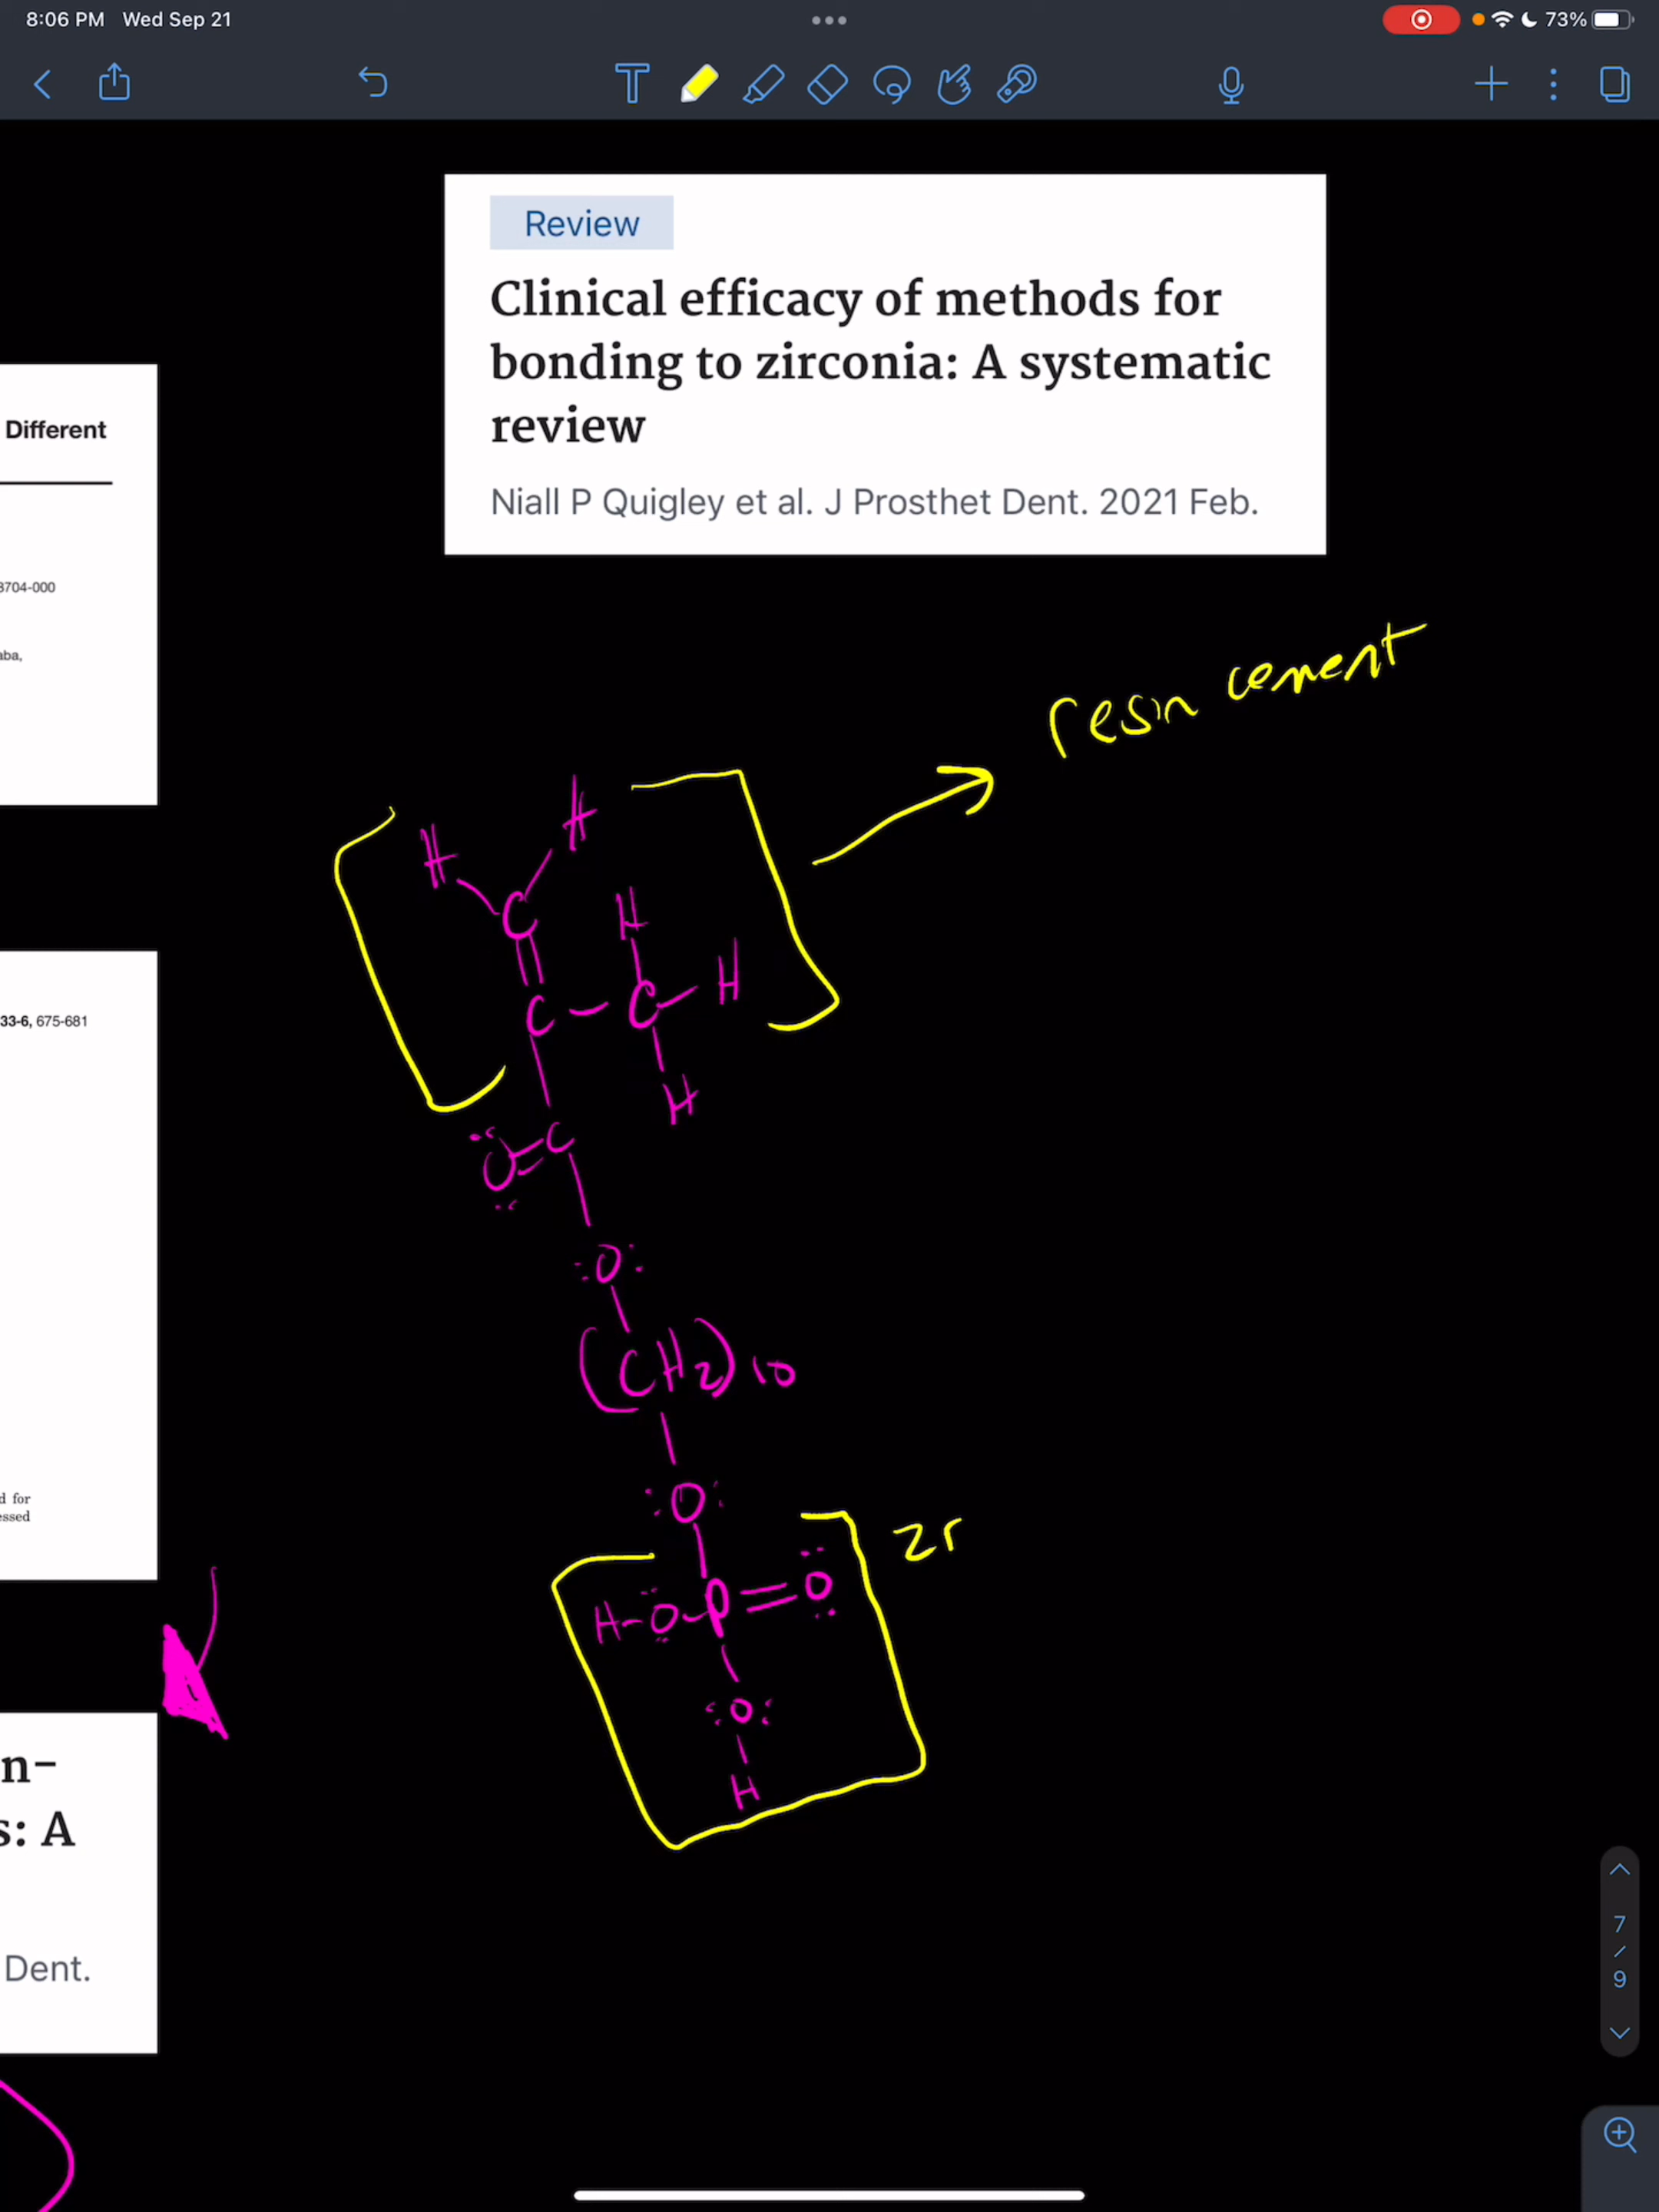 8:06 PM Wed Sep 21
73%
Review
Clinical efficacy of methods for
bonding to zirconia: A systematic
review
Niall P Quigley et al. J Prosthet Dent. 2021 Feb.
Different
3704-000
aba,
33-6, 675-681
d for
essed
n-
s: A
Dent.
resin cement
H H
C H
C - C - H
H
O=C
:O:
(CH2)10
:O:
Zr
H-O-P=O
:O:
H
7
/
9